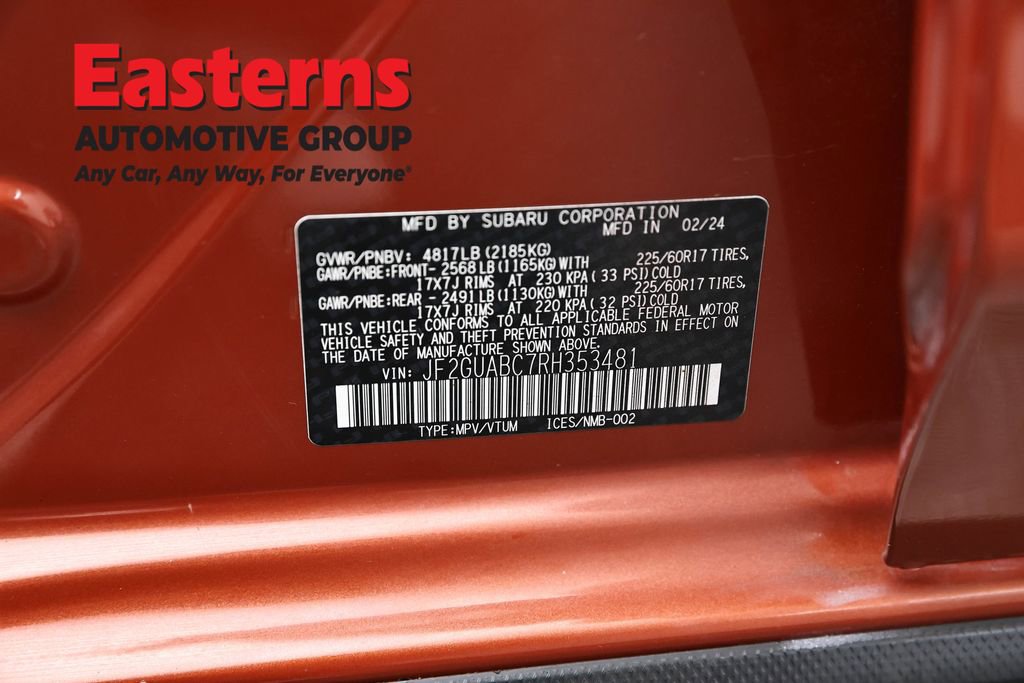 Easterns
AUTOMOTIVE GROUP
Any Car, Any Way, For Everyone®
MFD BY SUBARU CORPORATION
MFD IN 02/24
GVWR/PNBV: 4817LB (2185KG)
GAWR/PNBE:FRONT- 2568LB (1165KG) WITH 225/60R17 TIRES,
17X7J RIMS AT 230 KPA ( 33 PSI) COLD
GAWR/PNBE:REAR - 2491LB (1130KG) WITH 225/60R17 TIRES,
17X7J RIMS AT 220 KPA ( 32 PSI) COLD
THIS VEHICLE CONFORMS TO ALL APPLICABLE FEDERAL MOTOR
VEHICLE SAFETY AND THEFT PREVENTION STANDARDS IN EFFECT ON
THE DATE OF MANUFACTURE SHOWN ABOVE.
VIN: JF2GUABC7RH353481
TYPE:MPV/VTUM ICES/NMB-002